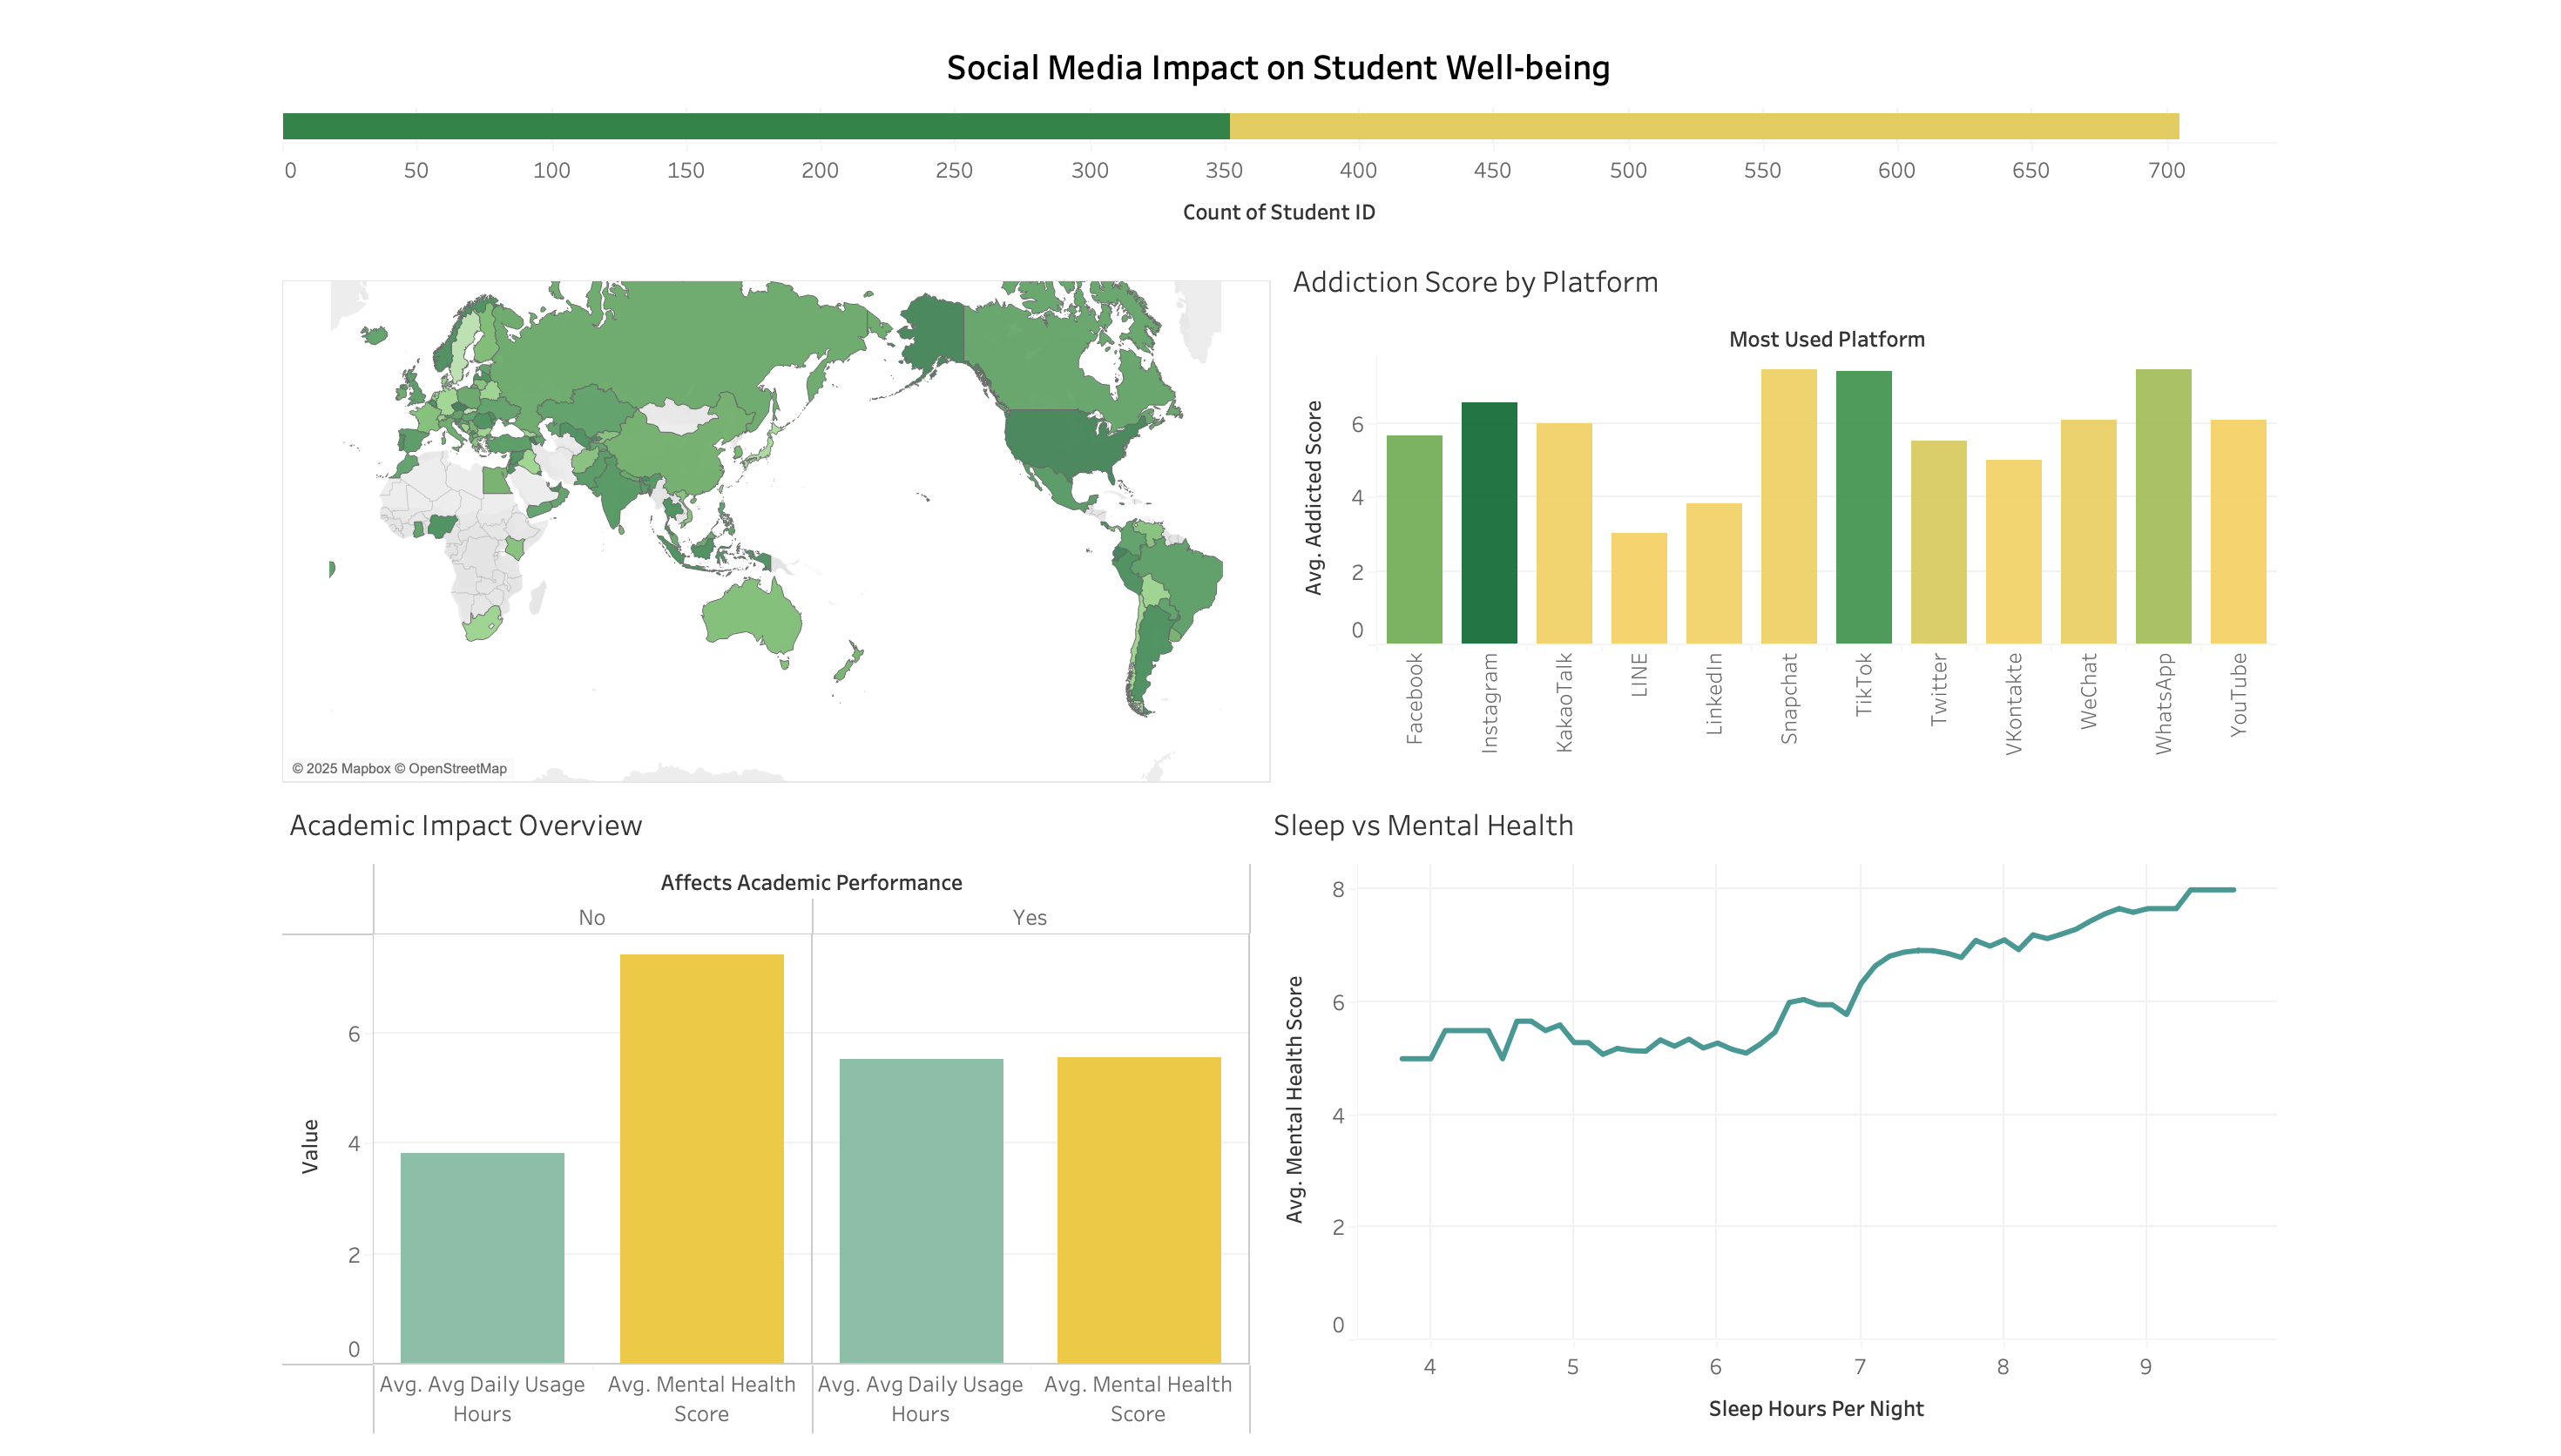 Social Media Impact on Student Well-being
0 50 100 150 200 250 300 350 400 450 500 550 600 650 700
Count of Student ID
© 2025 Mapbox © OpenStreetMap
Addiction Score by Platform
Most Used Platform
Avg. Addicted Score
6
4
2
0
Facebook
Instagram
KakaoTalk
LINE
LinkedIn
Snapchat
TikTok
Twitter
VKontakte
WeChat
WhatsApp
YouTube
Academic Impact Overview
Affects Academic Performance
No Yes
Value
6
4
2
0
Avg. Avg Daily Usage Hours
Avg. Mental Health Score
Avg. Avg Daily Usage Hours
Avg. Mental Health Score
Sleep vs Mental Health
Avg. Mental Health Score
8
6
4
2
0
4 5 6 7 8 9
Sleep Hours Per Night